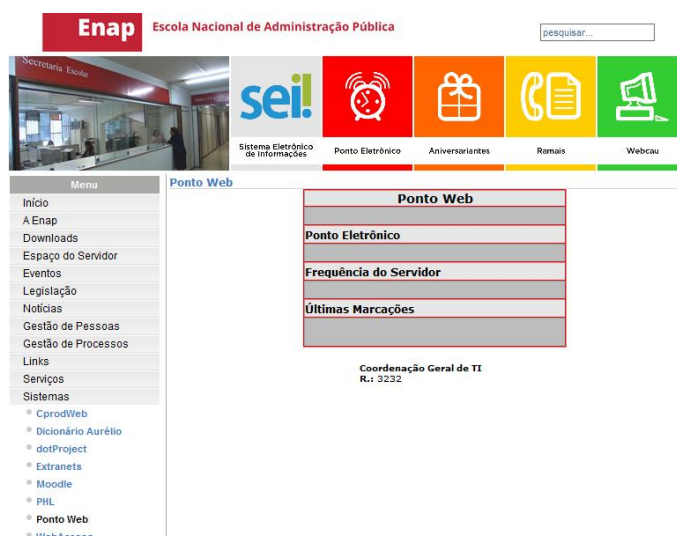 Enap
Escola Nacional de Administração Pública
pesquisar...
Secretaria Escolar
sei!
Sistema Eletrônico
de Informações
Ponto Eletrônico
Aniversariantes
Ramais
Webcau
Menu
Início
A Enap
Downloads
Espaço do Servidor
Eventos
Legislação
Notícias
Gestão de Pessoas
Gestão de Processos
Links
Serviços
Sistemas
CprodWeb
Dicionário Aurélio
dotProject
Extranets
Moodle
PHL
Ponto Web
Ponto Web
Ponto Web
Ponto Eletrônico
Frequência do Servidor
Últimas Marcações
Coordenação Geral de TI
R.: 3232